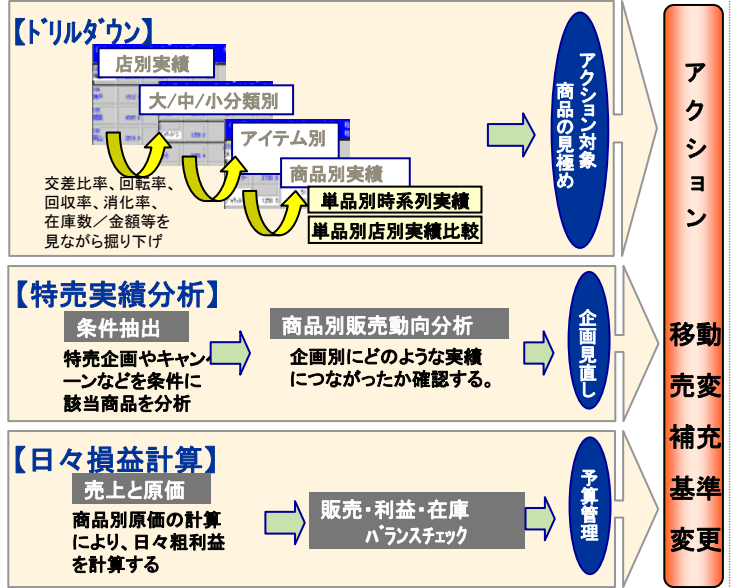 【ﾄﾞﾘﾙﾀﾞｳﾝ】
店別実績
大/中/小分類別
アイテム別
商品別実績
単品別時系列実績
単品別店別実績比較
交差比率、回転率、
回収率、消化率、
在庫数／金額等を
見ながら掘り下げ
アクション対象
商品の見極め
【特売実績分析】
条件抽出
特売企画やキャンペ
ーンなどを条件に
該当商品を分析
商品別販売動向分析
企画別にどのような実績
につながったか確認する。
企画見直し
【日々損益計算】
売上と原価
商品別原価の計算
により、日々粗利益
を計算する
販売・利益・在庫
ﾊﾞﾗﾝｽﾁｪｯｸ
予算管理
アクション
移動
売変
補充
基準
変更